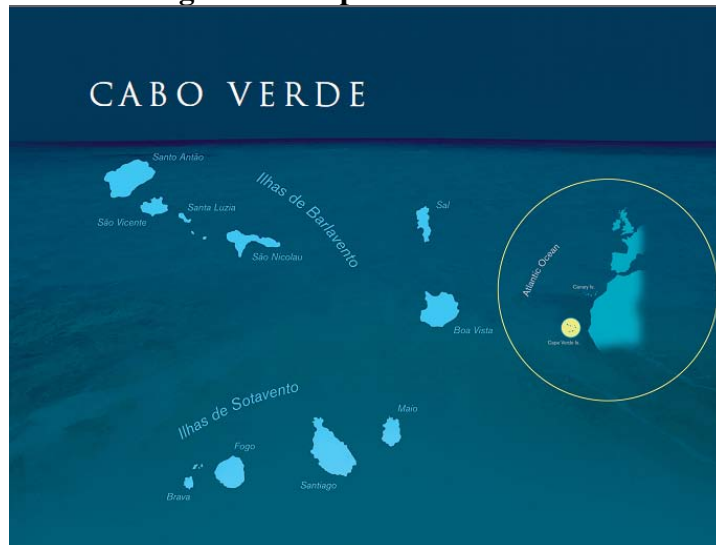 CABO VERDE
Santo Antão
São Vicente
Santa Luzia
São Nicolau
Ilhas de Barlavento
Sal
Boa Vista
Atlantic Ocean
Canary Is.
Cape Verde Is.
Ilhas de Sotavento
Maio
Fogo
Brava
Santiago